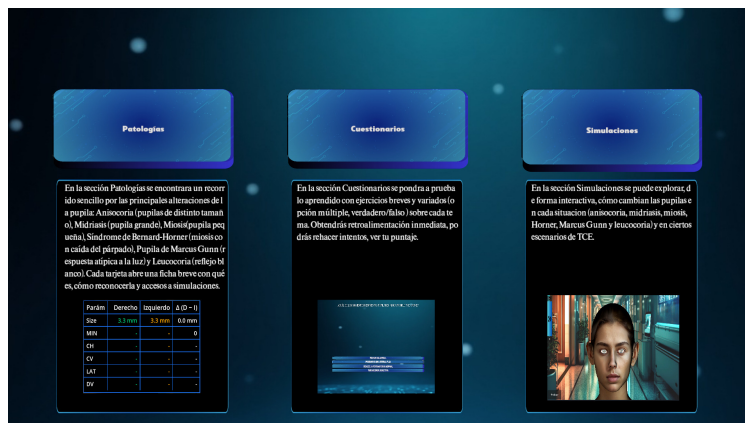 Patologías
En la sección Patologías se encontrara un recorr
ido sencillo por las principales alteraciones de l
a pupila: Anisocoria (pupilas de distinto tamañ
o), Midriasis (pupila grande), Miosis(pupila peq
ueña), Síndrome de Bernard-Horner (miosis co
n caída del párpado), Pupila de Marcus Gunn (r
espuesta atípica a la luz) y Leucocoria (reflejo bl
anco). Cada tarjeta abre una ficha breve con qué
es, cómo reconocerla y accesos a simulaciones.
Parám Derecho Izquierdo Δ (D − I)
Size 3.3 mm 3.3 mm 0.0 mm
MIN - - 0
CH - - -
CV - - -
LAT - - -
DV - - -
Cuestionarios
En la sección Cuestionarios se pondra a prueba
lo aprendido con ejercicios breves y variados (o
pción múltiple, verdadero/falso ) sobre cada te
ma. Obtendrás retroalimentación inmediata, po
drás rehacer intentos, ver tu puntaje.
Simulaciones
En la sección Simulaciones se puede explorar, d
e forma interactiva, cómo cambian las pupilas e
n cada situacion (anisocoria, midriasis, miosis,
Horner, Marcus Gunn y leucocoria) y en ciertos
escenarios de TCE.